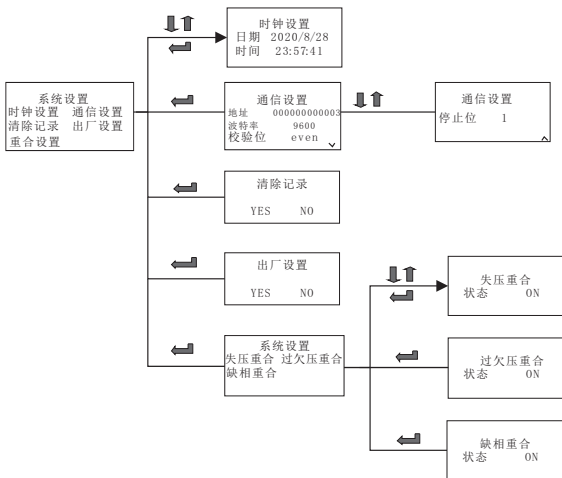 系统设置
时钟设置 通信设置
清除记录 出厂设置
重合设置
时钟设置
日期 2020/8/28
时间 23:57:41
通信设置
地址 000000000003
波特率 9600
校验位 even
通信设置
停止位 1
清除记录
YES NO
出厂设置
YES NO
系统设置
失压重合 过欠压重合
缺相重合
失压重合
状态 ON
过欠压重合
状态 ON
缺相重合
状态 ON